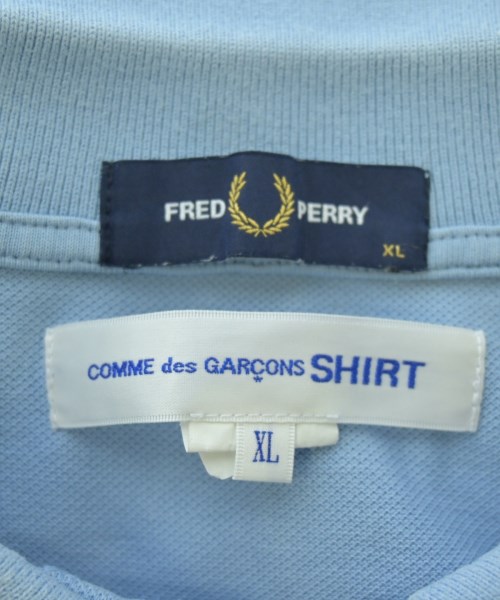 FRED PERRY
XL
COMME des GARÇONS SHIRT
XL